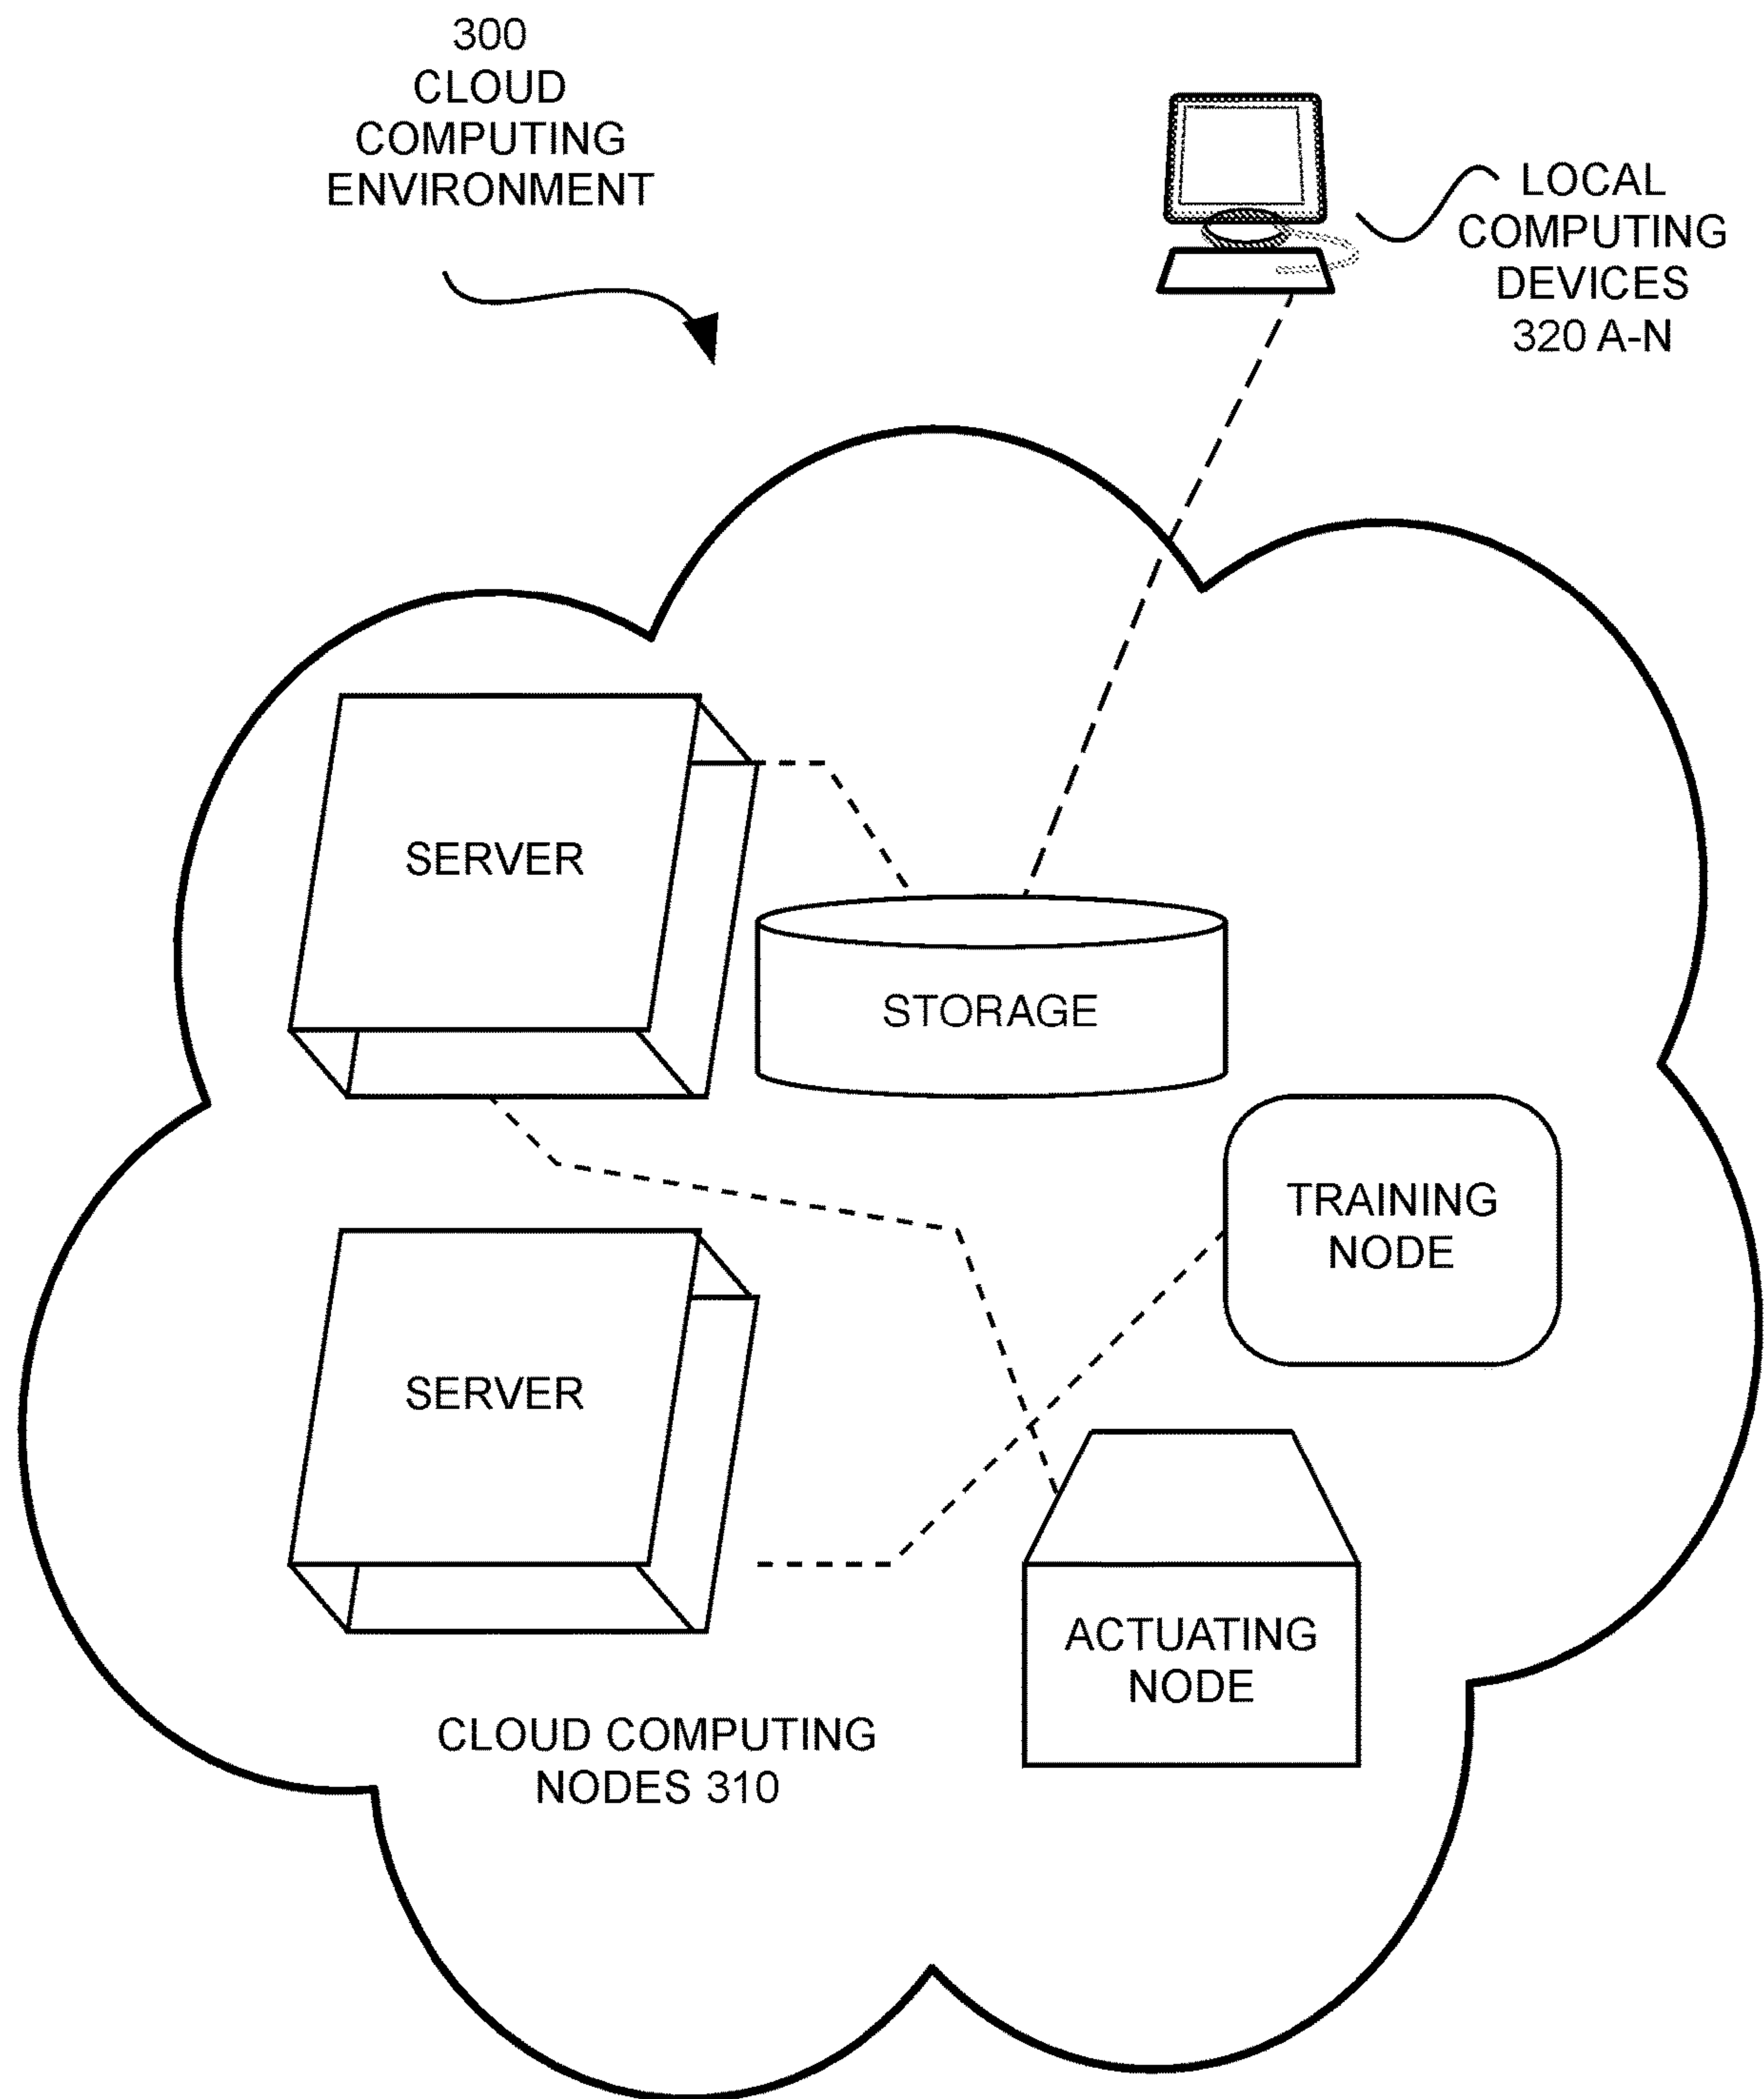 300
CLOUD
COMPUTING
ENVIRONMENT
LOCAL
COMPUTING
DEVICES
320 A-N
SERVER
STORAGE
TRAINING
NODE
SERVER
ACTUATING
NODE
CLOUD COMPUTING
NODES 310